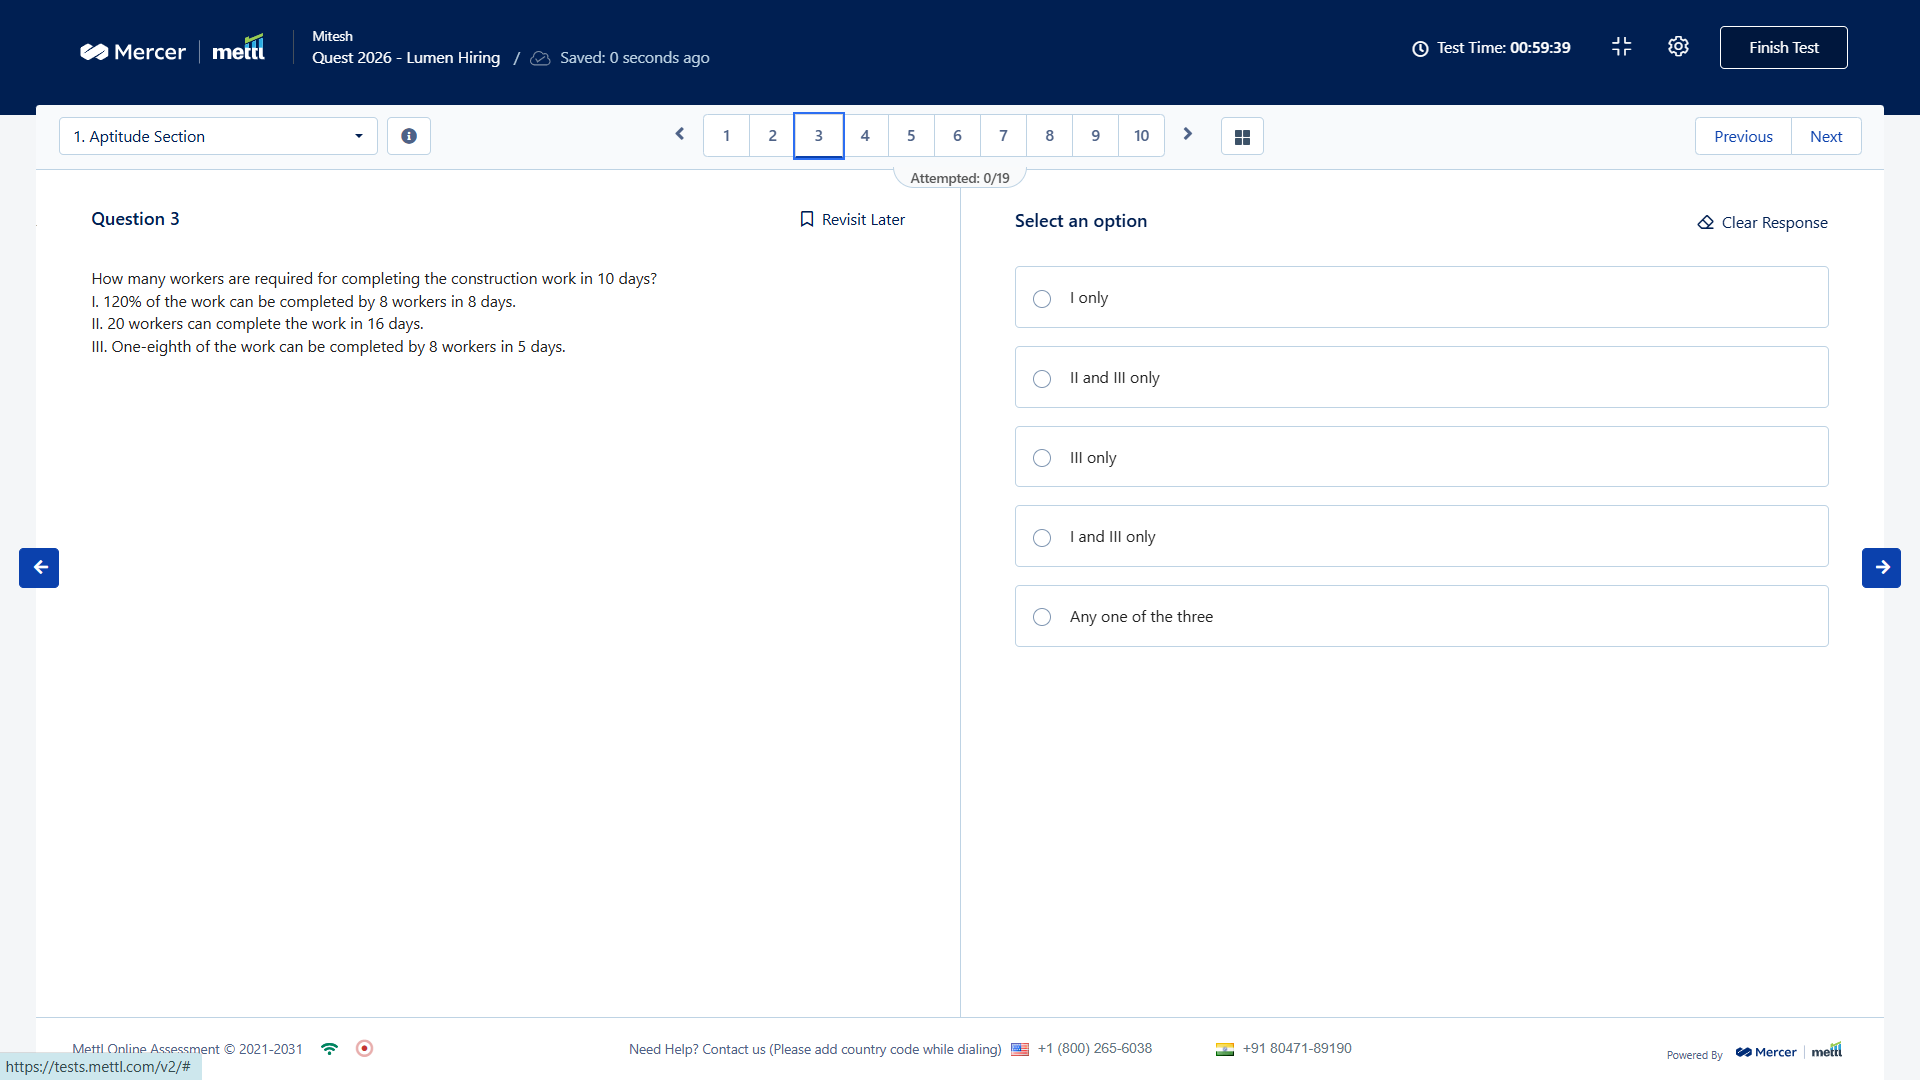 Mercer | mettl
Mitesh
Quest 2026 - Lumen Hiring / Saved: 0 seconds ago
Test Time: 00:59:39
Finish Test
1. Aptitude Section
1 2 3 4 5 6 7 8 9 10
Previous Next
Attempted: 0/19
Question 3
Revisit Later
How many workers are required for completing the construction work in 10 days?
I. 120% of the work can be completed by 8 workers in 8 days.
II. 20 workers can complete the work in 16 days.
III. One-eighth of the work can be completed by 8 workers in 5 days.
Select an option
Clear Response
I only
II and III only
III only
I and III only
Any one of the three
Mettl Online Assessment © 2021-2031
Need Help? Contact us (Please add country code while dialing) +1 (800) 265-6038 +91 80471-89190
Powered By Mercer | mettl
https://tests.mettl.com/v2/#